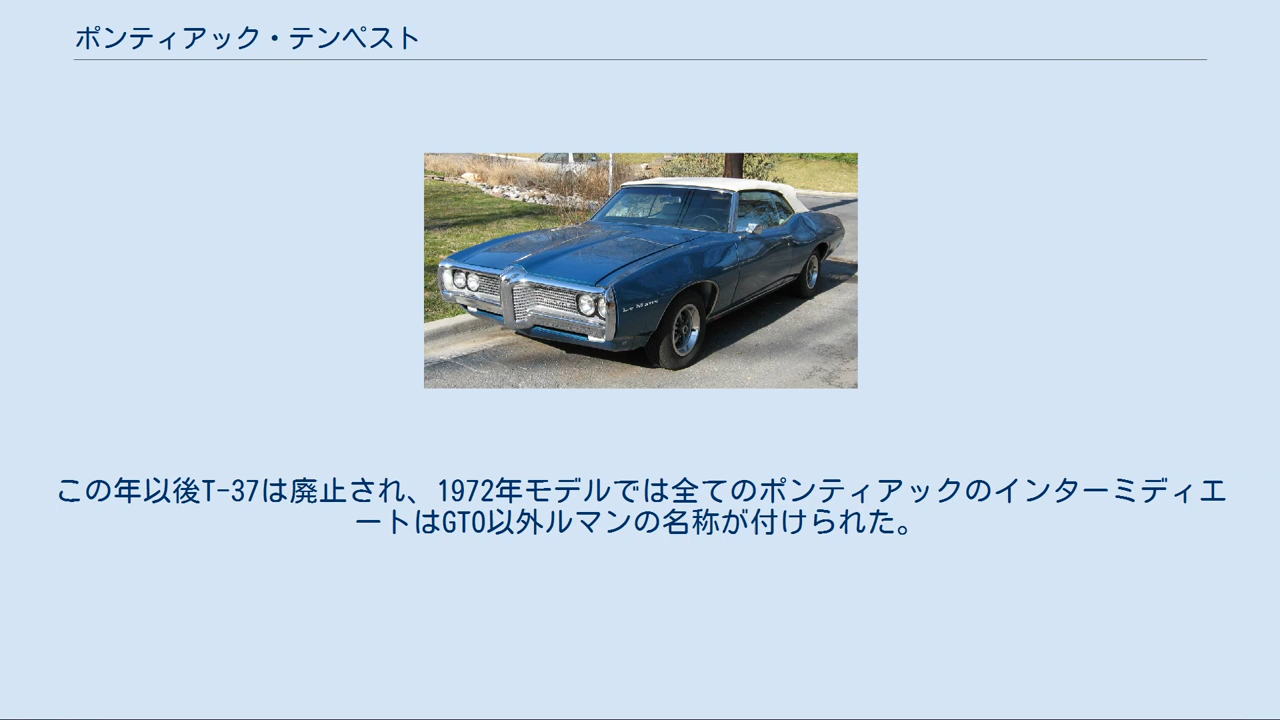 ポンティアック・テンペスト
Le Mans
この年以後T-37は廃止され、1972年モデルでは全てのポンティアックのインターミディエ
ートはGTO以外ルマンの名称が付けられた。